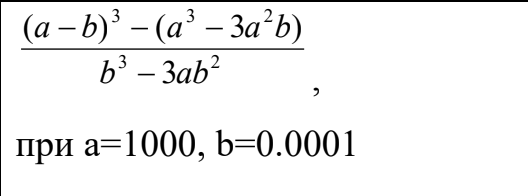 (a − b)³ − (a³ − 3a²b)
b³ − 3ab²
,
при a=1000, b=0.0001